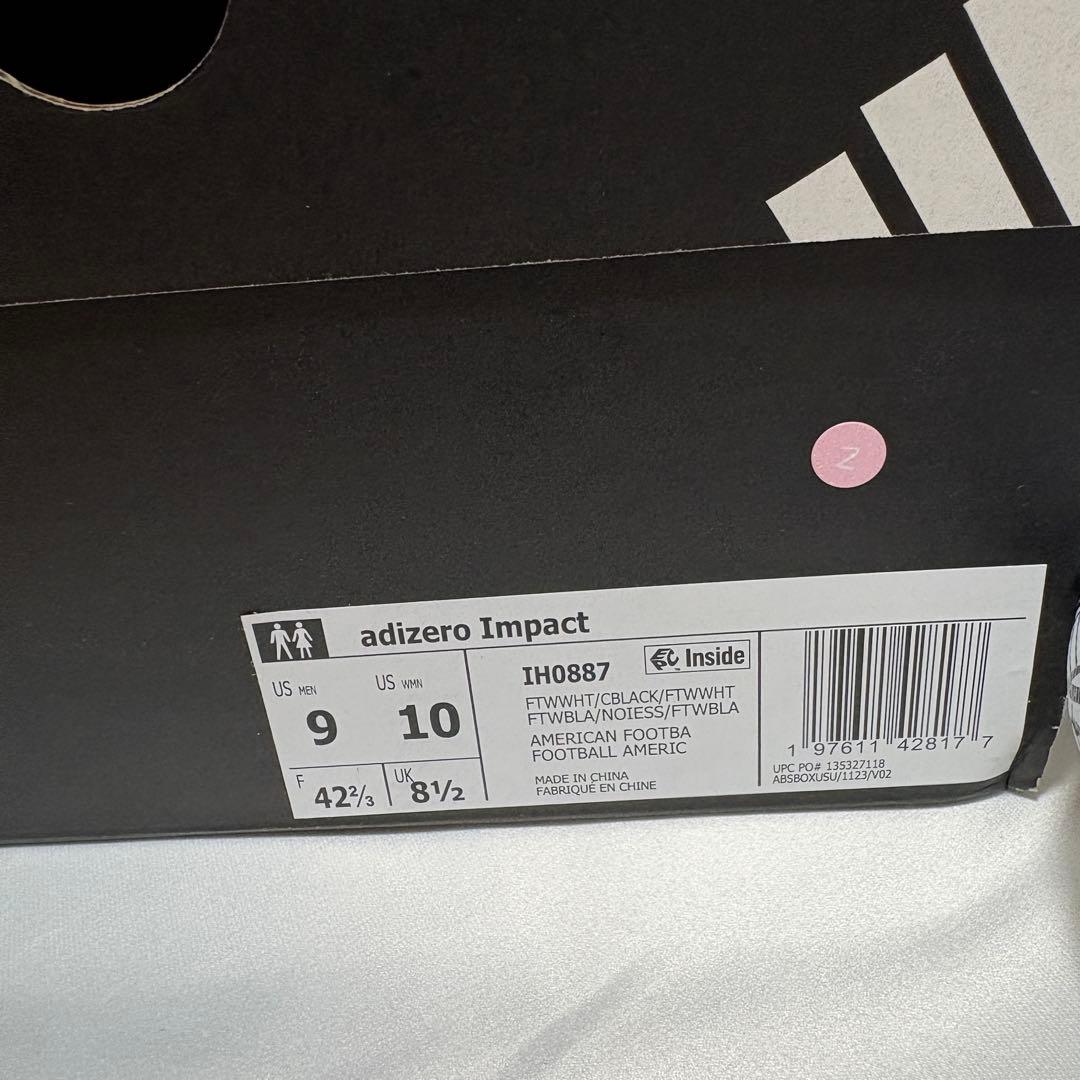 Z
adizero Impact
US MEN
9
US WMN
10
F
42⅔
UK
8½
IH0887
Inside
FTWWHT/CBLACK/FTWWHT
FTWBLA/NOIESS/FTWBLA
AMERICAN FOOTBA
FOOTBALL AMERIC
MADE IN CHINA
FABRIQUÉ EN CHINE
1 97611 42817 7
UPC PO# 135327118
ABSBOXUSU/1123/V02